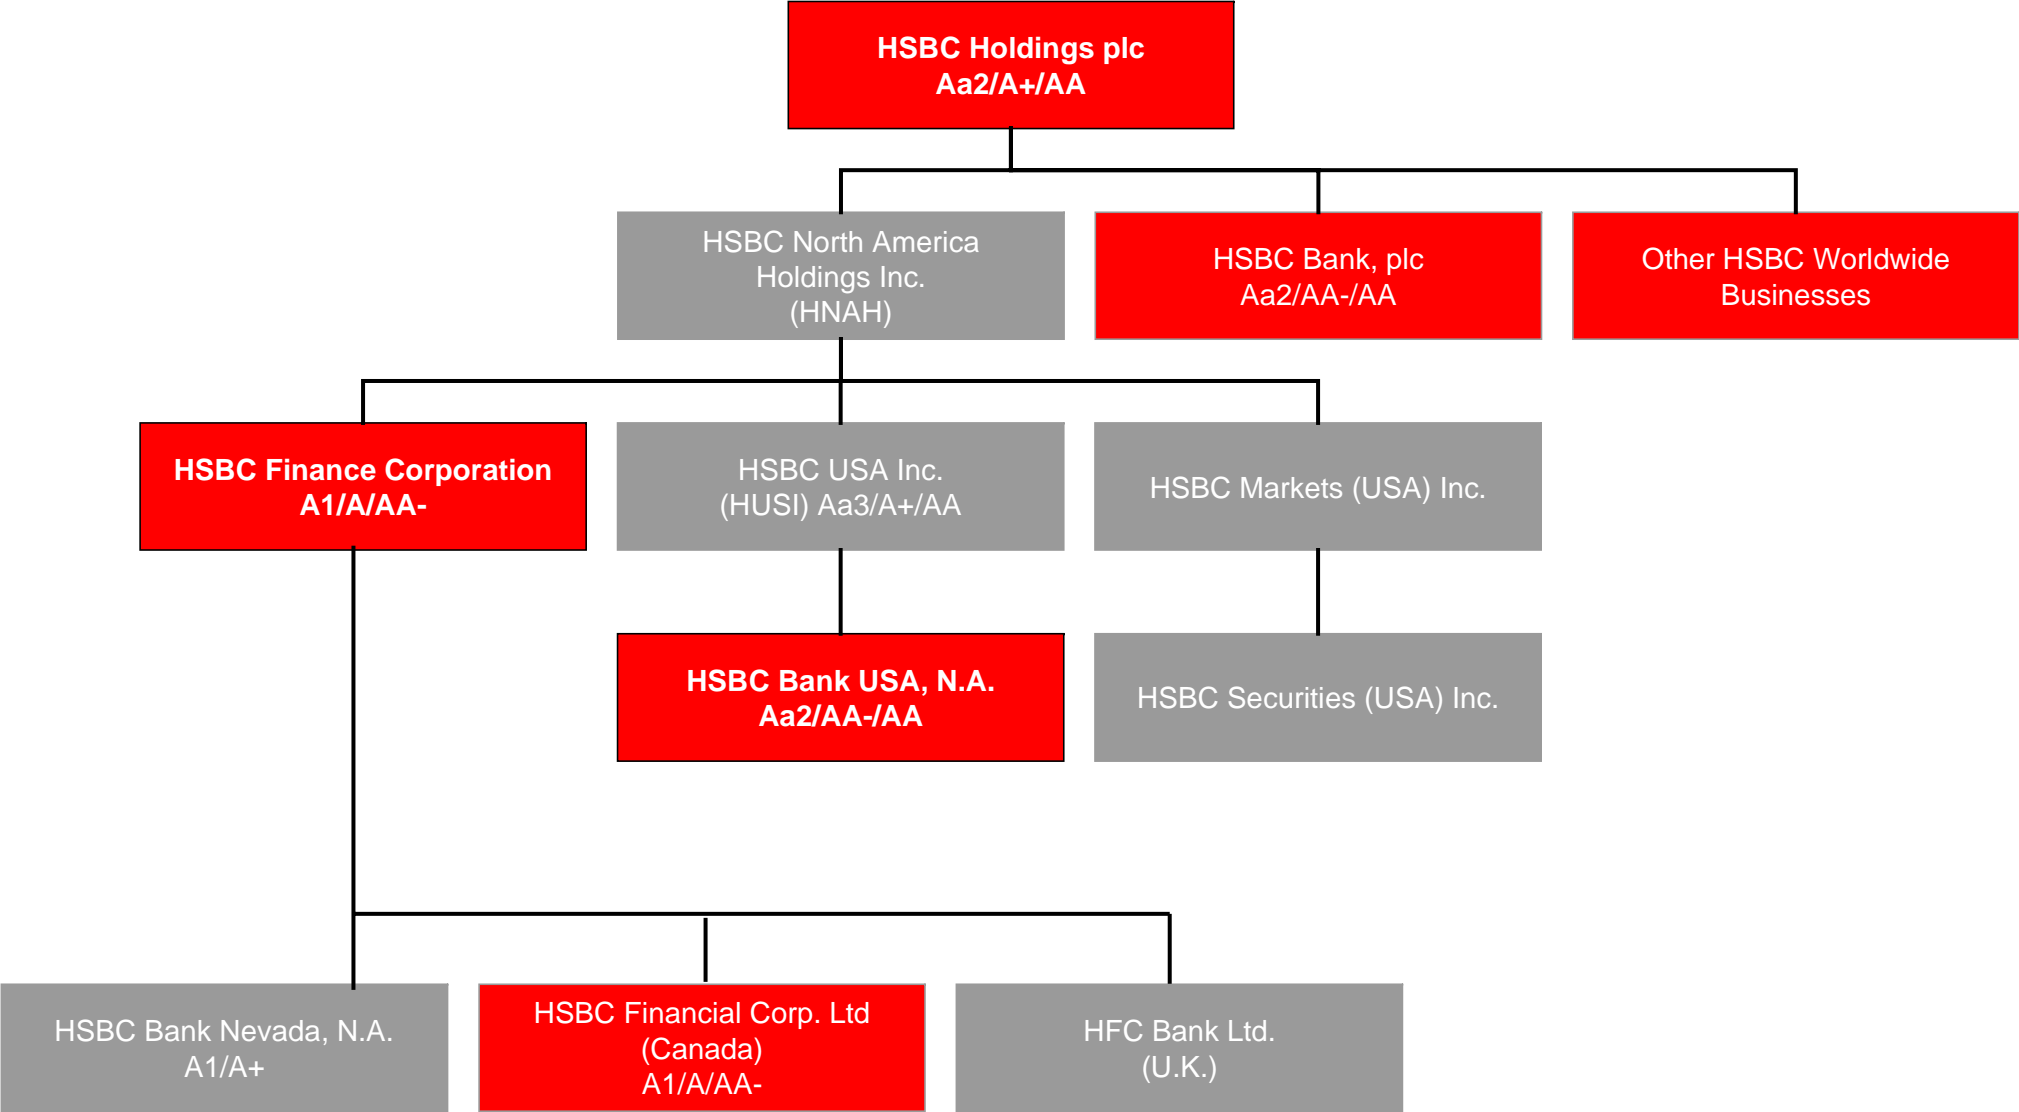 HSBC Holdings plc
Aa2/A+/AA
HSBC North America
Holdings Inc.
(HNAH)
HSBC Bank, plc
Aa2/AA-/AA
Other HSBC Worldwide
Businesses
HSBC Finance Corporation
A1/A/AA-
HSBC USA Inc.
(HUSI) Aa3/A+/AA
HSBC Markets (USA) Inc.
HSBC Bank USA, N.A.
Aa2/AA-/AA
HSBC Securities (USA) Inc.
HSBC Bank Nevada, N.A.
A1/A+
HSBC Financial Corp. Ltd
(Canada)
A1/A/AA-
HFC Bank Ltd.
(U.K.)